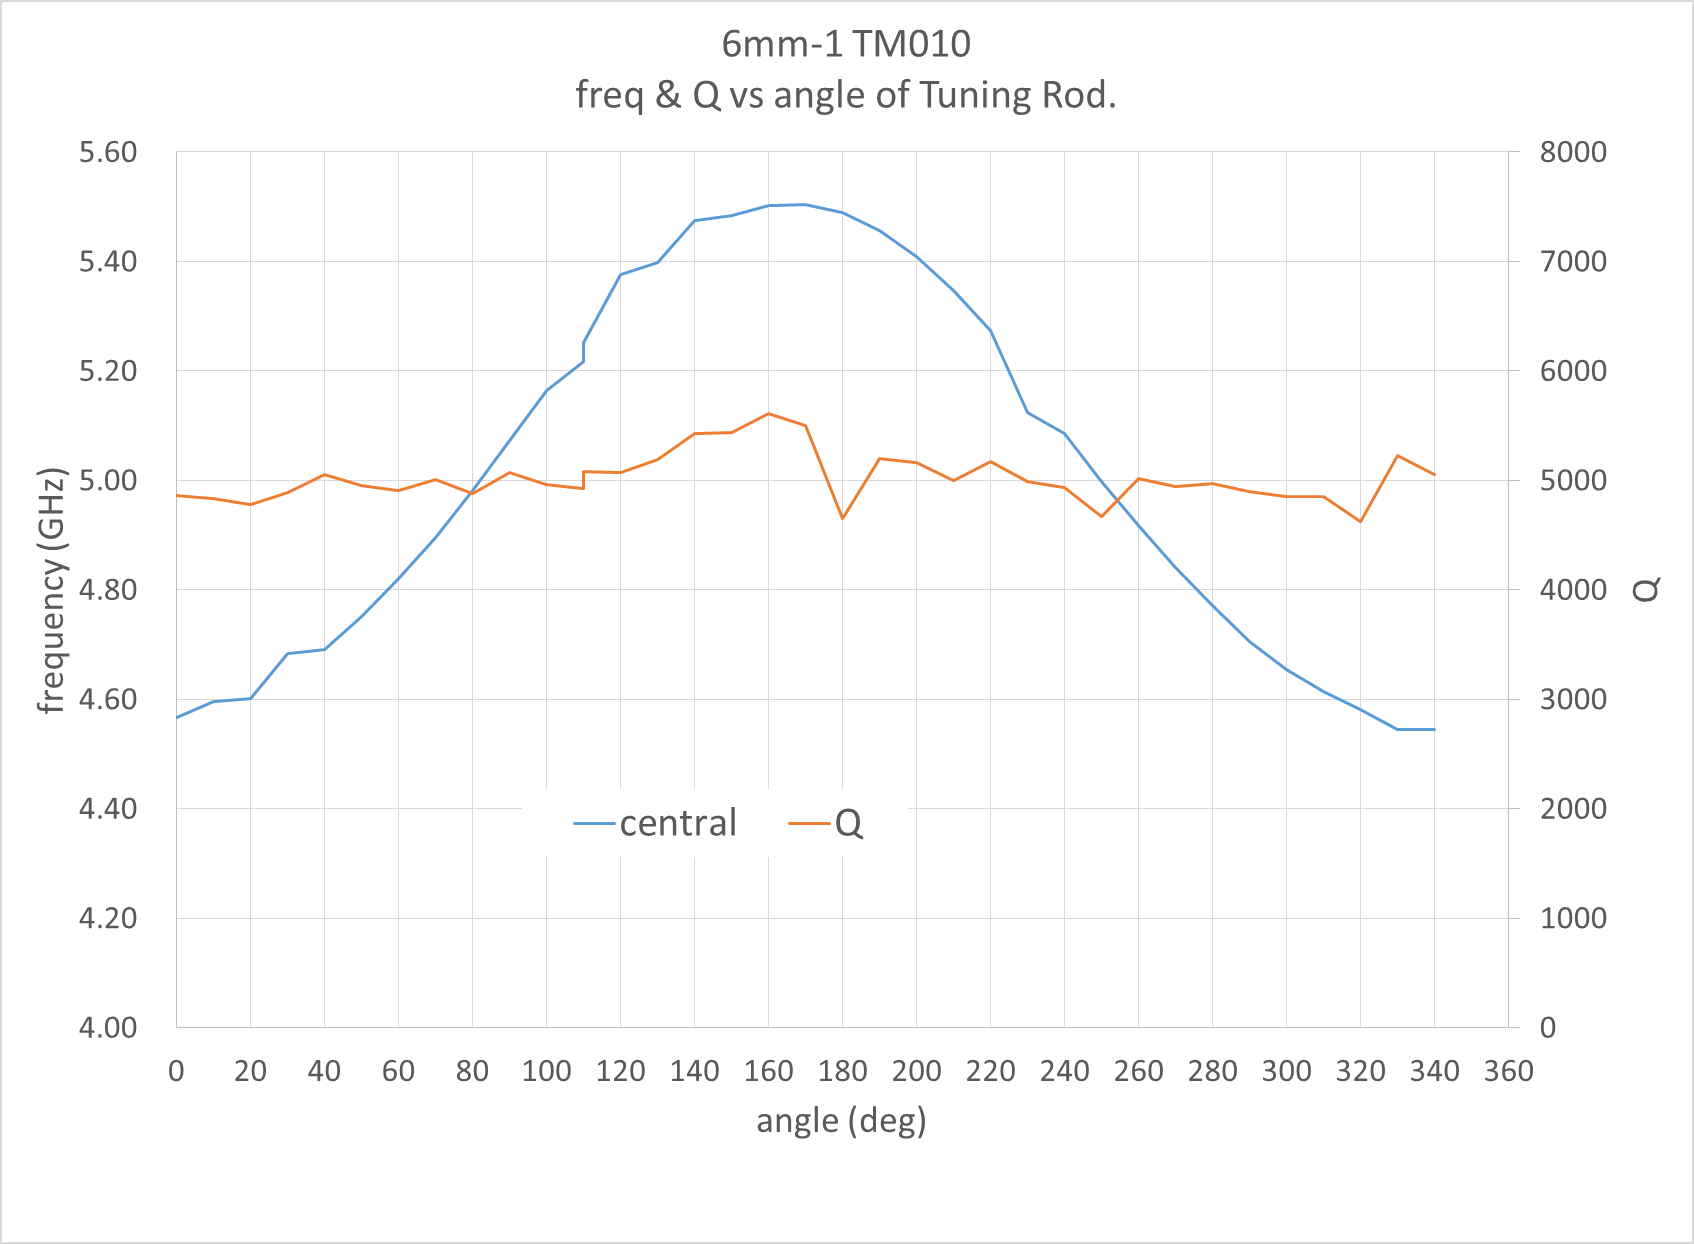 6mm-1 TM010
freq & Q vs angle of Tuning Rod.
5.60
5.40
5.20
5.00
4.80
4.60
4.40
4.20
4.00
frequency (GHz)
8000
7000
6000
5000
4000
3000
2000
1000
0
Q
central Q
0 20 40 60 80 100 120 140 160 180 200 220 240 260 280 300 320 340 360
angle (deg)